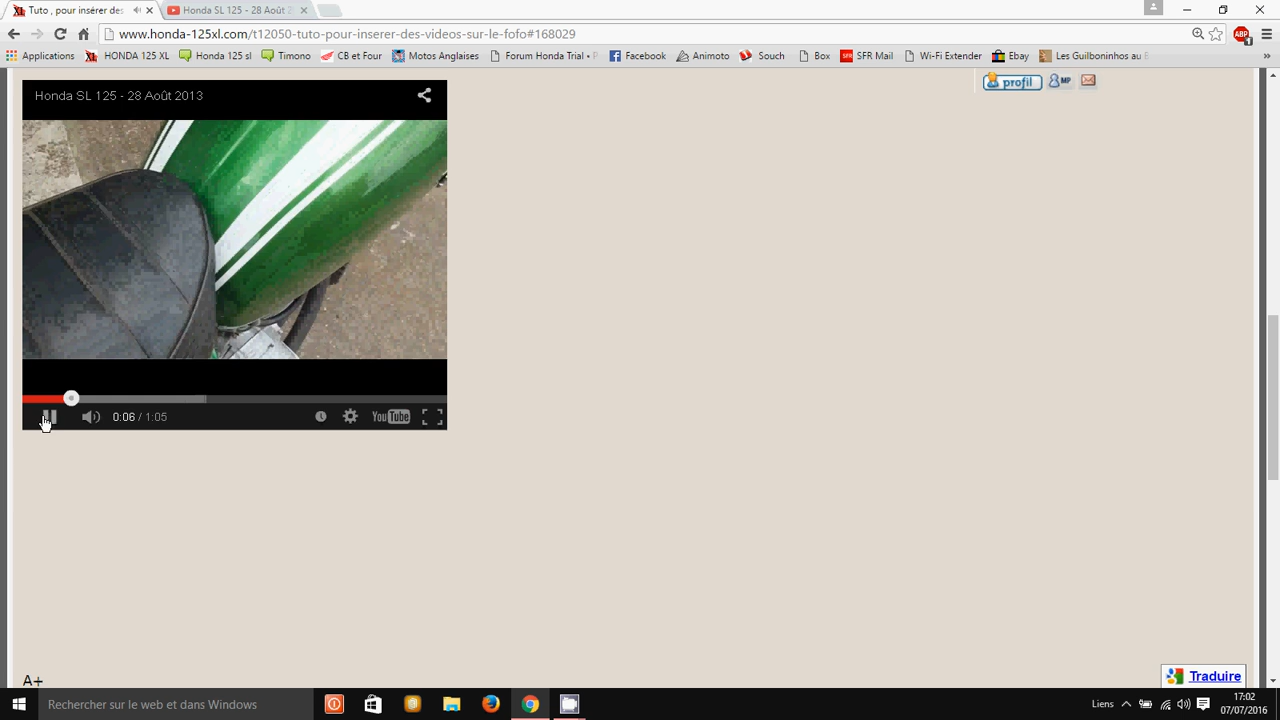 Tuto , pour insérer des
Honda SL 125 - 28 Août 2
www.honda-125xl.com/t12050-tuto-pour-inserer-des-videos-sur-le-fofo#168029
ABP
1
Applications
HONDA 125 XL
Honda 125 sl
Timono
CB et Four
Motos Anglaises
Forum Honda Trial •
Facebook
Animoto
Souch
Box
SFR
SFR Mail
Wi-Fi Extender
Ebay
Les Guilboninhos au
»
profil
MP
Honda SL 125 - 28 Août 2013
0:06 / 1:05
YouTube
A+
Traduire
Rechercher sur le web et dans Windows
Liens
17:02
07/07/2016